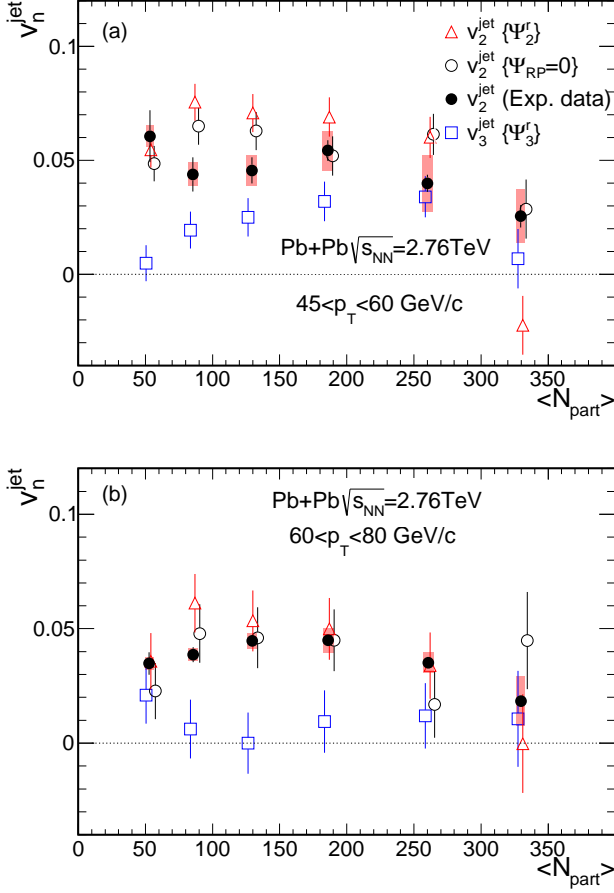 v_n^jet
(a)
v_2^jet {Ψ_2^r}
v_2^jet {Ψ_RP=0}
v_2^jet (Exp. data)
v_3^jet {Ψ_3^r}
0.1
0.05
0
Pb+Pb√s_NN=2.76TeV
45<p_T<60 GeV/c
0 50 100 150 200 250 300 350
<N_part>
v_n^jet
(b)
Pb+Pb√s_NN=2.76TeV
60<p_T<80 GeV/c
0.1
0.05
0
0 50 100 150 200 250 300 350
<N_part>